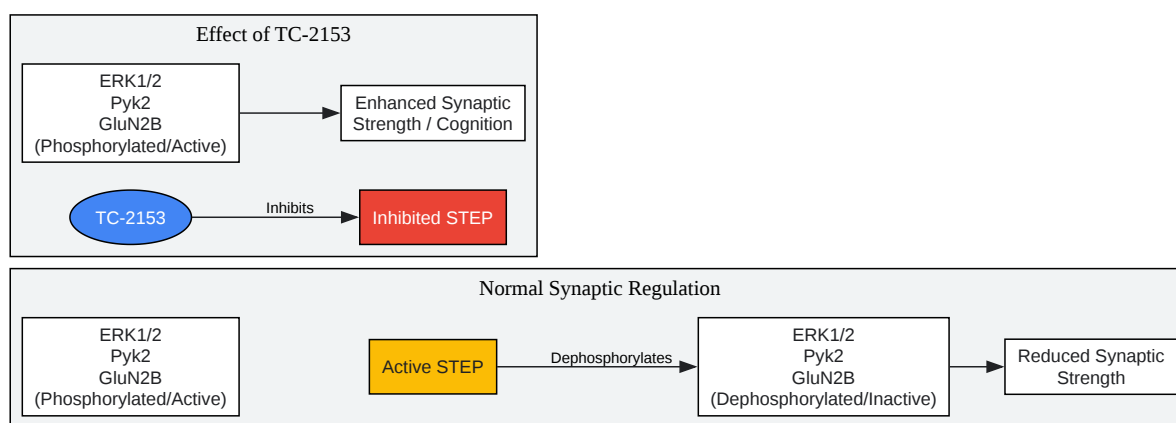 Effect of TC-2153
ERK1/2
Pyk2
GluN2B
(Phosphorylated/Active)
Enhanced Synaptic
Strength / Cognition
TC-2153
Inhibits
Inhibited STEP
Normal Synaptic Regulation
ERK1/2
Pyk2
GluN2B
(Phosphorylated/Active)
Active STEP
Dephosphorylates
ERK1/2
Pyk2
GluN2B
(Dephosphorylated/Inactive)
Reduced Synaptic
Strength